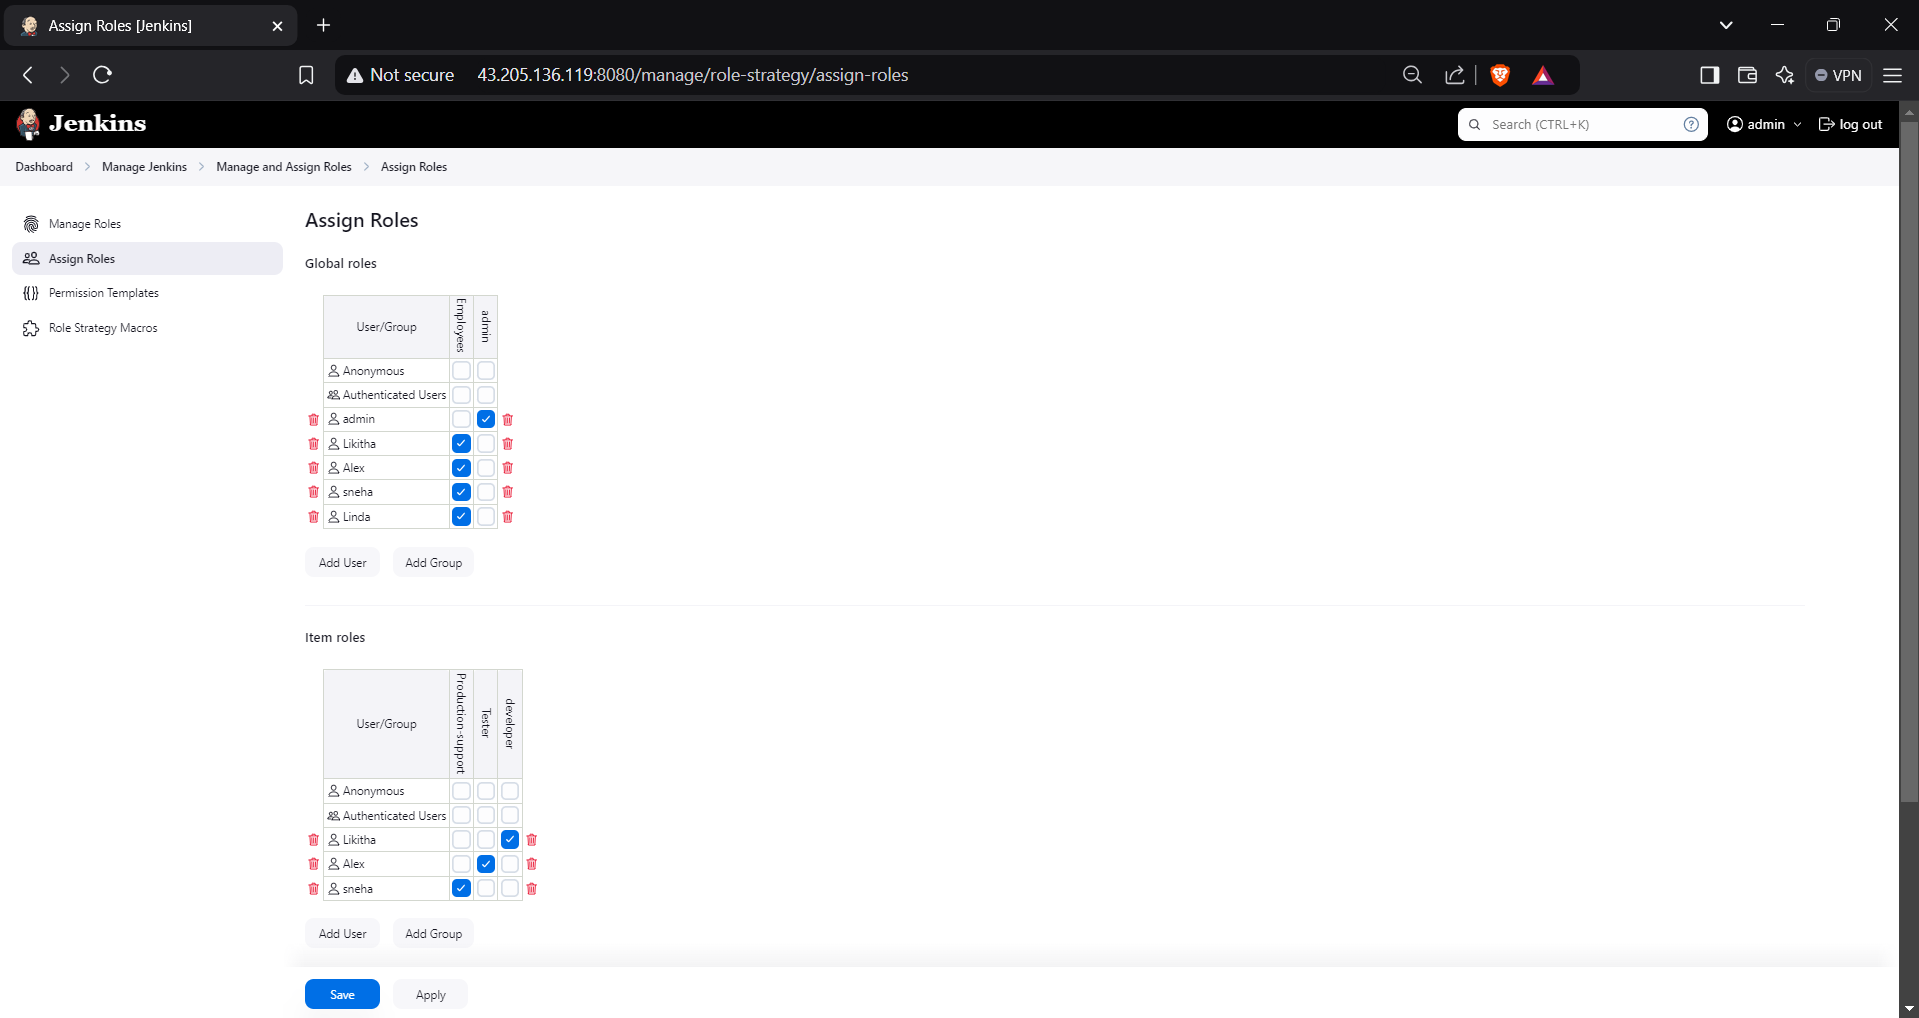 Assign Roles [Jenkins]
Not secure 43.205.136.119:8080/manage/role-strategy/assign-roles
VPN
Jenkins
Search (CTRL+K)
admin
log out
Dashboard > Manage Jenkins > Manage and Assign Roles > Assign Roles
Manage Roles
Assign Roles
Permission Templates
Role Strategy Macros
Assign Roles
Global roles
User/Group Employees admin
Anonymous
Authenticated Users
admin
Likitha
Alex
sneha
Linda
Add User Add Group
Item roles
User/Group Production-support Tester developer
Anonymous
Authenticated Users
Likitha
Alex
sneha
Add User Add Group
Save Apply